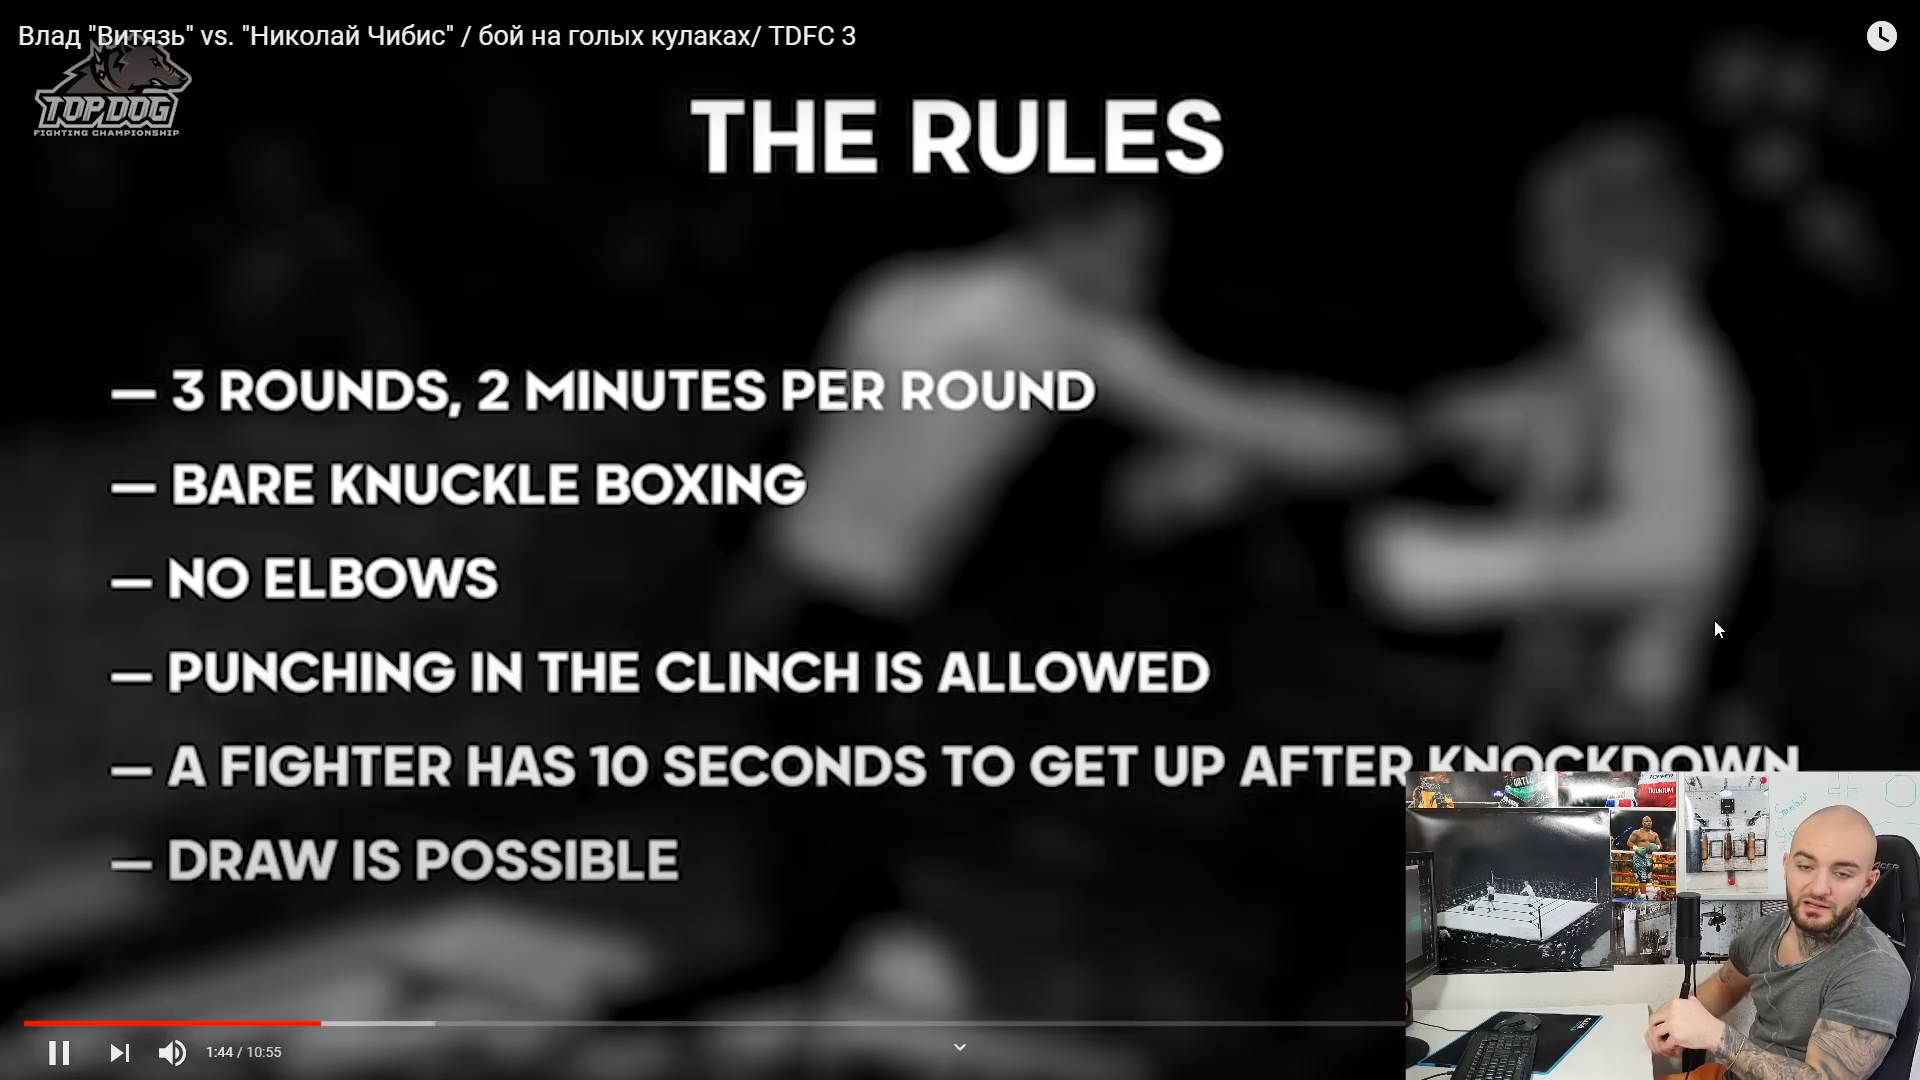 Влад "Витязь" vs. "Николай Чибис" / бой на голых кулаках/ TDFC 3
TOP DOG
FIGHTING CHAMPIONSHIP
THE RULES
— 3 ROUNDS, 2 MINUTES PER ROUND
— BARE KNUCKLE BOXING
— NO ELBOWS
— PUNCHING IN THE CLINCH IS ALLOWED
— A FIGHTER HAS 10 SECONDS TO GET UP AFTER KNOCKDOWN
— DRAW IS POSSIBLE
1:44 / 10:55